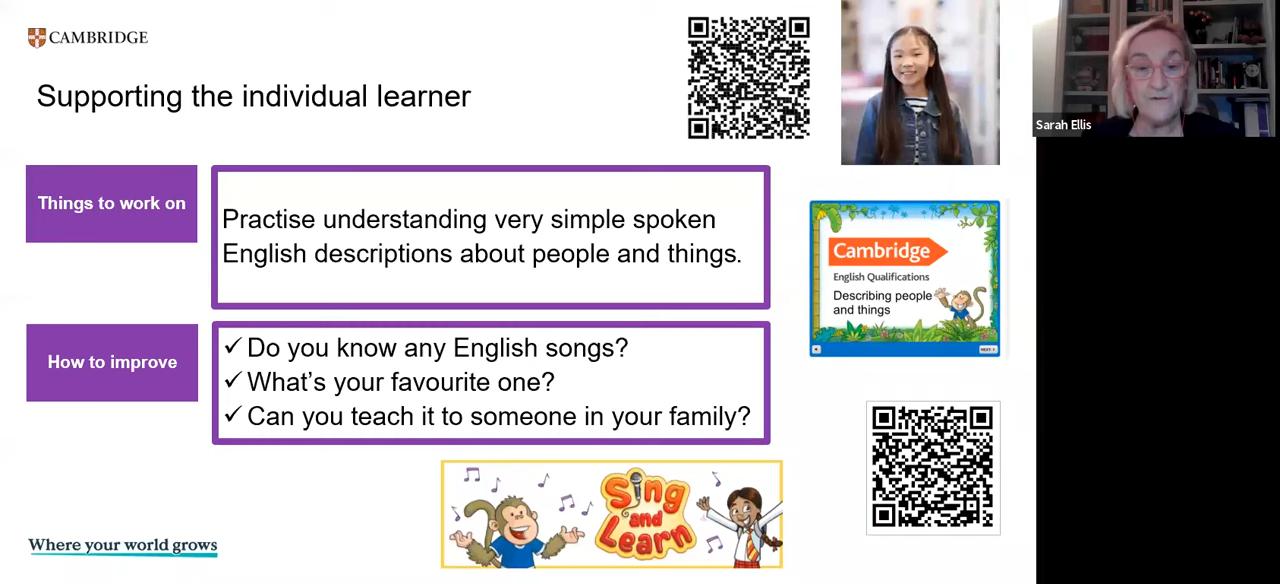 CAMBRIDGE
Supporting the individual learner
Sarah Ellis
Things to work on
Practise understanding very simple spoken
English descriptions about people and things.
Cambridge
English Qualifications
Describing people
and things
NEXT
How to improve
✓ Do you know any English songs?
✓ What's your favourite one?
✓ Can you teach it to someone in your family?
Sing
and
Learn
Where your world grows